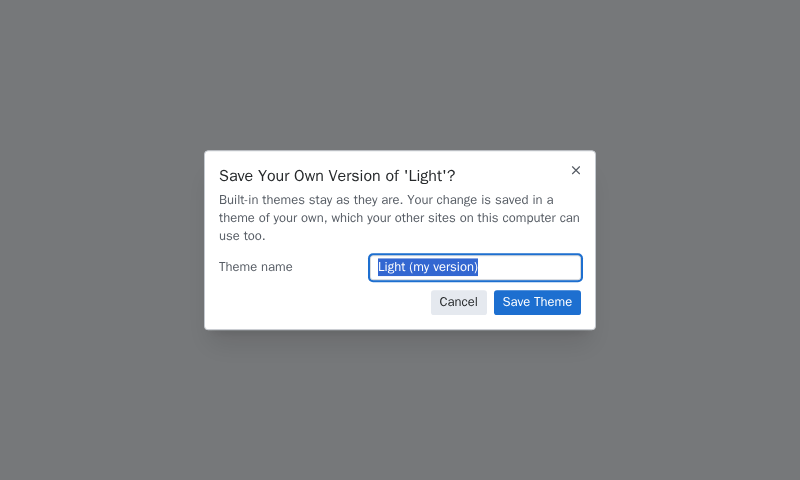 Save Your Own Version of 'Light'?
Built-in themes stay as they are. Your change is saved in a
theme of your own, which your other sites on this computer can
use too.
Theme name
Light (my version)
Cancel
Save Theme